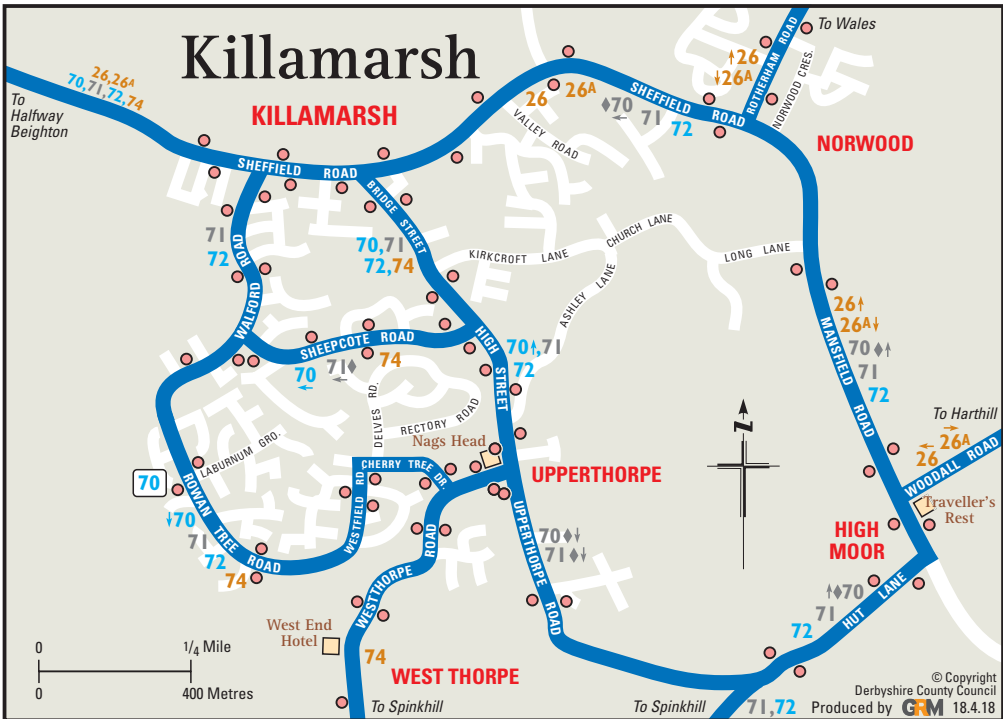 Killamarsh
To Wales
ROTHERHAM ROAD
NORWOOD CRES.
↑26
↓26A
26,26A
70,71,72,74
To
Halfway
Beighton
KILLAMARSH
26
26A
♦70
←
71
72
SHEFFIELD ROAD
VALLEY ROAD
NORWOOD
SHEFFIELD ROAD
BRIDGE STREET
71
72
WALFORD ROAD
70,71
72,74
KIRKCROFT LANE
CHURCH LANE
LONG LANE
ASHLEY LANE
26↑
26A↓
70♦↑
71
72
MANSFIELD ROAD
SHEEPCOTE ROAD
74
70
←
71♦
←
HIGH STREET
70↑,71
72
DELVES RD.
RECTORY ROAD
Nags Head
LABURNUM GRO.
CHERRY TREE DR.
UPPERTHORPE
To Harthill
→
26A
←
26
WOODALL ROAD
Traveller's
Rest
70
↓70
71
72
74
ROWAN TREE ROAD
WESTFIELD RD
UPPERTHORPE ROAD
70♦↓
71♦↓
N
HIGH
MOOR
WESTTHORPE ROAD
↑♦70
71
72
HUT LANE
West End
Hotel
74
WEST THORPE
0
1/4 Mile
0
400 Metres
To Spinkhill
To Spinkhill
71,72
© Copyright
Derbyshire County Council
Produced by GRM 18.4.18